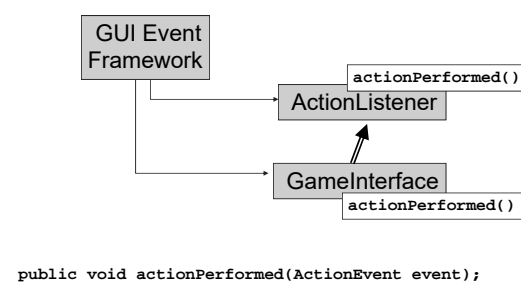 GUI Event
Framework
actionPerformed()
ActionListener
GameInterface
actionPerformed()
public void actionPerformed(ActionEvent event);